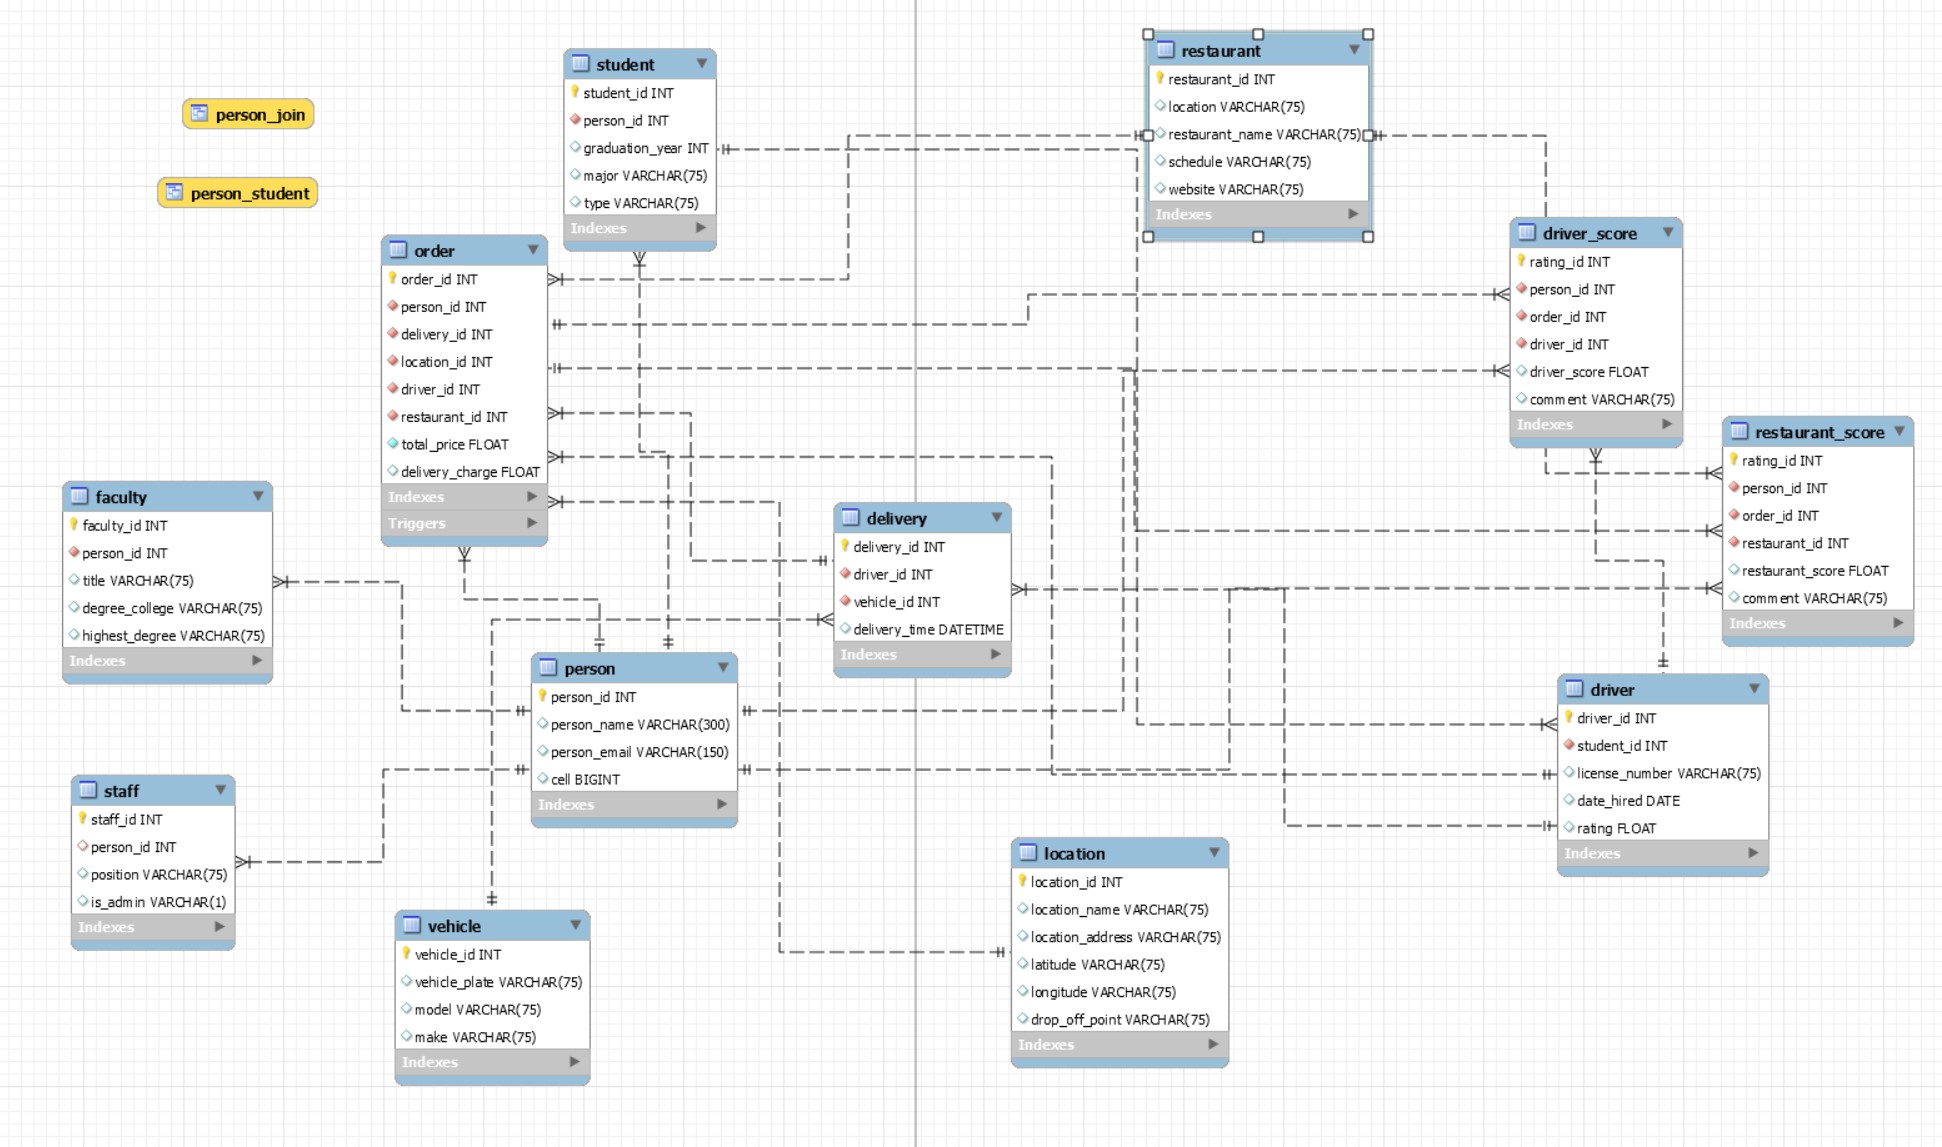 person_join
person_student
student
student_id INT
person_id INT
graduation_year INT
major VARCHAR(75)
type VARCHAR(75)
Indexes
restaurant
restaurant_id INT
location VARCHAR(75)
restaurant_name VARCHAR(75)
schedule VARCHAR(75)
website VARCHAR(75)
Indexes
order
order_id INT
person_id INT
delivery_id INT
location_id INT
driver_id INT
restaurant_id INT
total_price FLOAT
delivery_charge FLOAT
Indexes
Triggers
driver_score
rating_id INT
person_id INT
order_id INT
driver_id INT
driver_score FLOAT
comment VARCHAR(75)
Indexes
restaurant_score
rating_id INT
person_id INT
order_id INT
restaurant_id INT
restaurant_score FLOAT
comment VARCHAR(75)
Indexes
faculty
faculty_id INT
person_id INT
title VARCHAR(75)
degree_college VARCHAR(75)
highest_degree VARCHAR(75)
Indexes
delivery
delivery_id INT
driver_id INT
vehicle_id INT
delivery_time DATETIME
Indexes
person
person_id INT
person_name VARCHAR(300)
person_email VARCHAR(150)
cell BIGINT
Indexes
driver
driver_id INT
student_id INT
license_number VARCHAR(75)
date_hired DATE
rating FLOAT
Indexes
staff
staff_id INT
person_id INT
position VARCHAR(75)
is_admin VARCHAR(1)
Indexes
vehicle
vehicle_id INT
vehicle_plate VARCHAR(75)
model VARCHAR(75)
make VARCHAR(75)
Indexes
location
location_id INT
location_name VARCHAR(75)
location_address VARCHAR(75)
latitude VARCHAR(75)
longitude VARCHAR(75)
drop_off_point VARCHAR(75)
Indexes